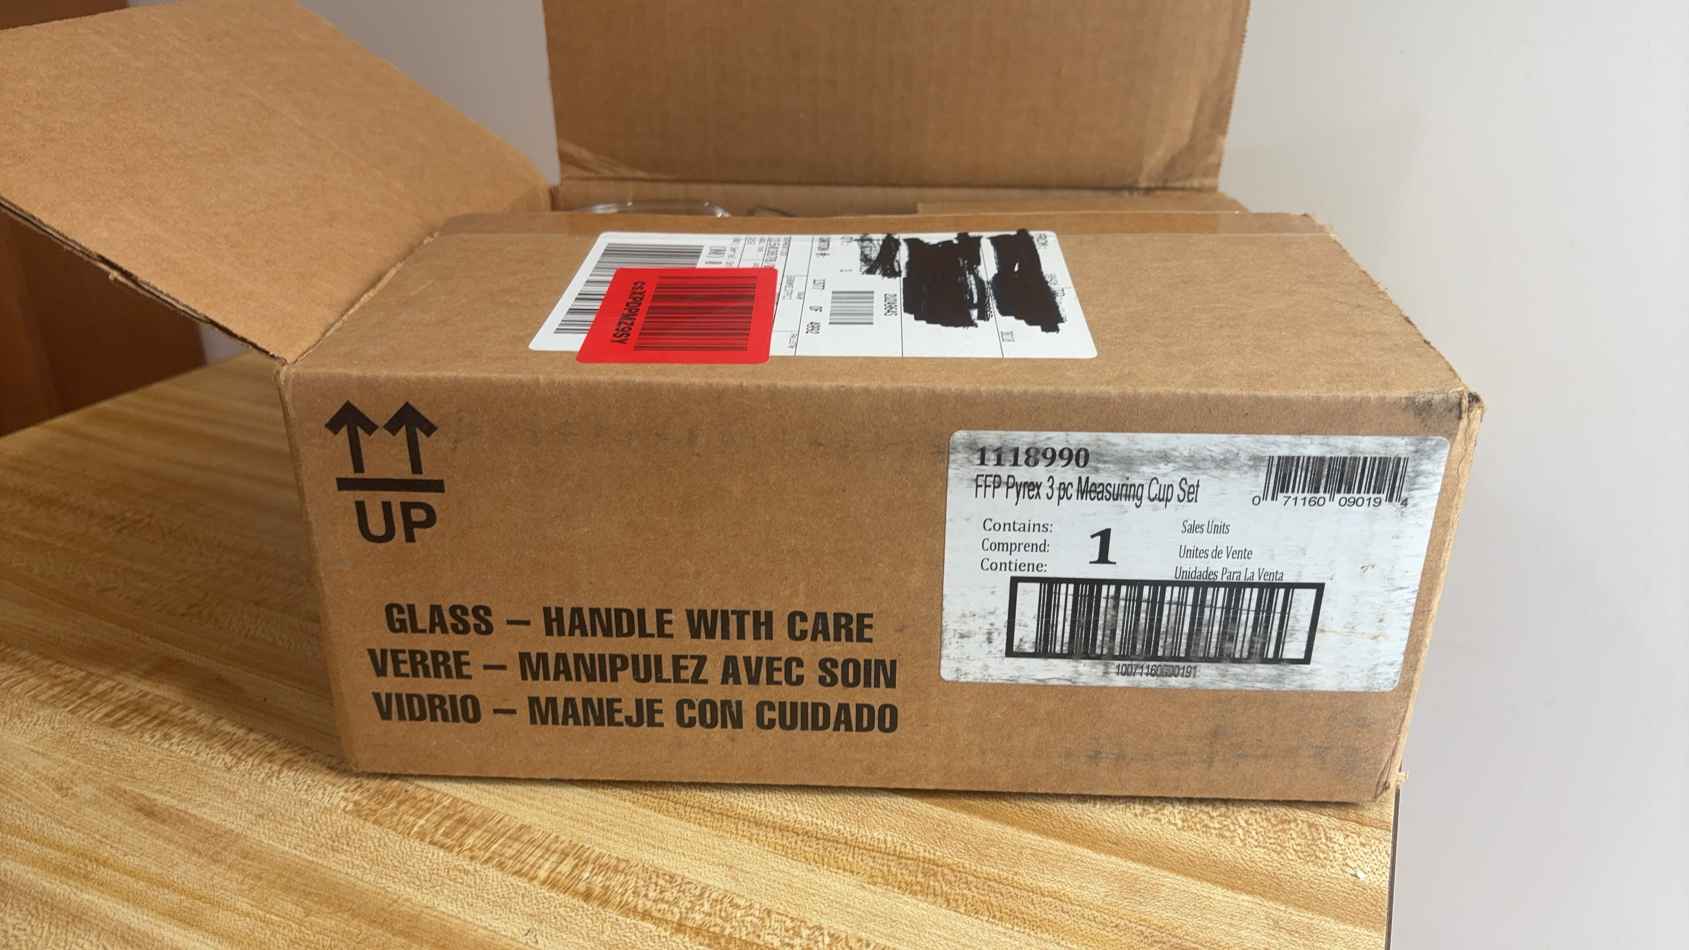 csXPDPMZ9SY
UP
GLASS – HANDLE WITH CARE
VERRE – MANIPULEZ AVEC SOIN
VIDRIO – MANEJE CON CUIDADO
1118990
FFP Pyrex 3 pc Measuring Cup Set
0 71160 09019 4
Contains:
Comprend:
Contiene:
1
Sales Units
Unites de Vente
Unidades Para La Venta